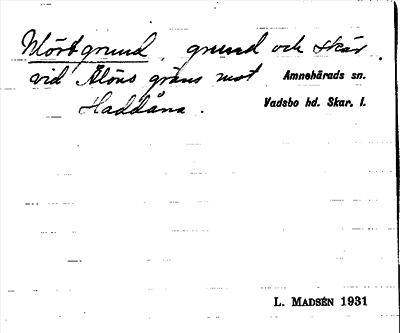 Mörtgrund, grund och skär
vid Ålöns gräns mot
Haddåna.
Amnehärads sn.
Vadsbo hd. Skar. l.
L. MADSÉN 1931